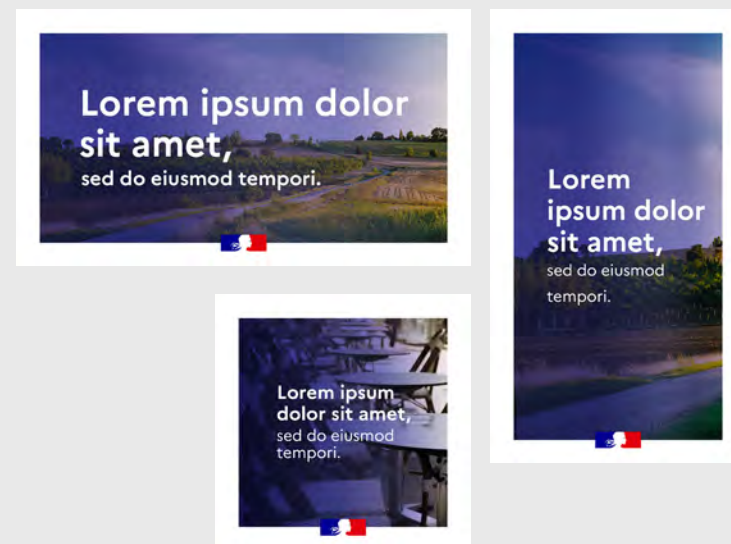 Lorem ipsum dolor
sit amet,
sed do eiusmod tempori.
Lorem
ipsum dolor
sit amet,
sed do eiusmod
tempori.
Lorem ipsum
dolor sit amet,
sed do eiusmod
tempori.